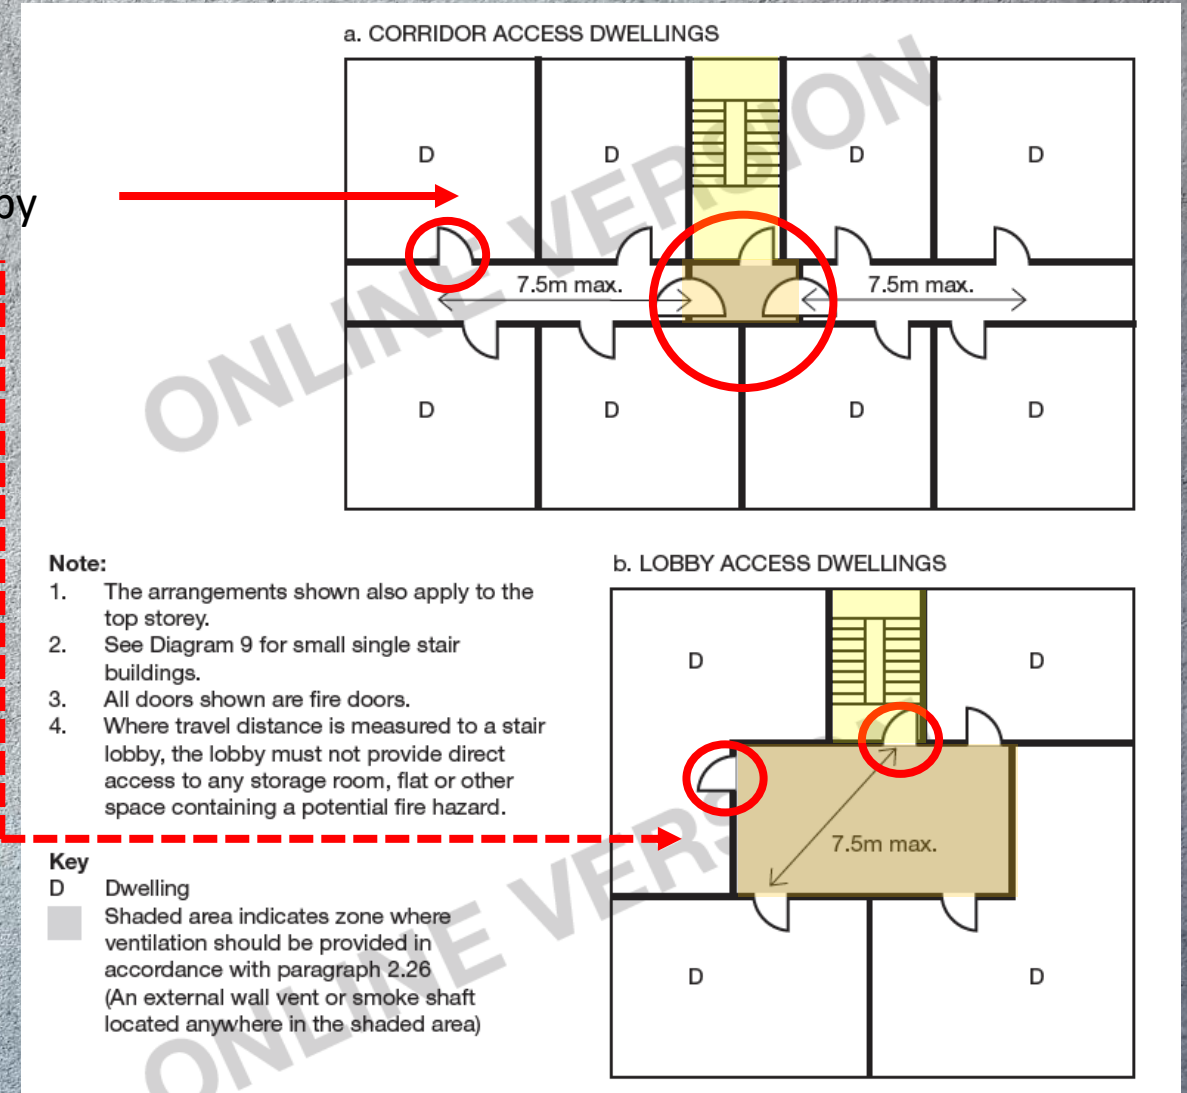 a. CORRIDOR ACCESS DWELLINGS
D D D D
by
7.5m max. 7.5m max.
D D D D
ONLINE VERSION
Note:
1. The arrangements shown also apply to the
top storey.
2. See Diagram 9 for small single stair
buildings.
3. All doors shown are fire doors.
4. Where travel distance is measured to a stair
lobby, the lobby must not provide direct
access to any storage room, flat or other
space containing a potential fire hazard.
Key
D Dwelling
Shaded area indicates zone where
ventilation should be provided in
accordance with paragraph 2.26
(An external wall vent or smoke shaft
located anywhere in the shaded area)
b. LOBBY ACCESS DWELLINGS
D D
7.5m max.
D D
ONLINE VERS